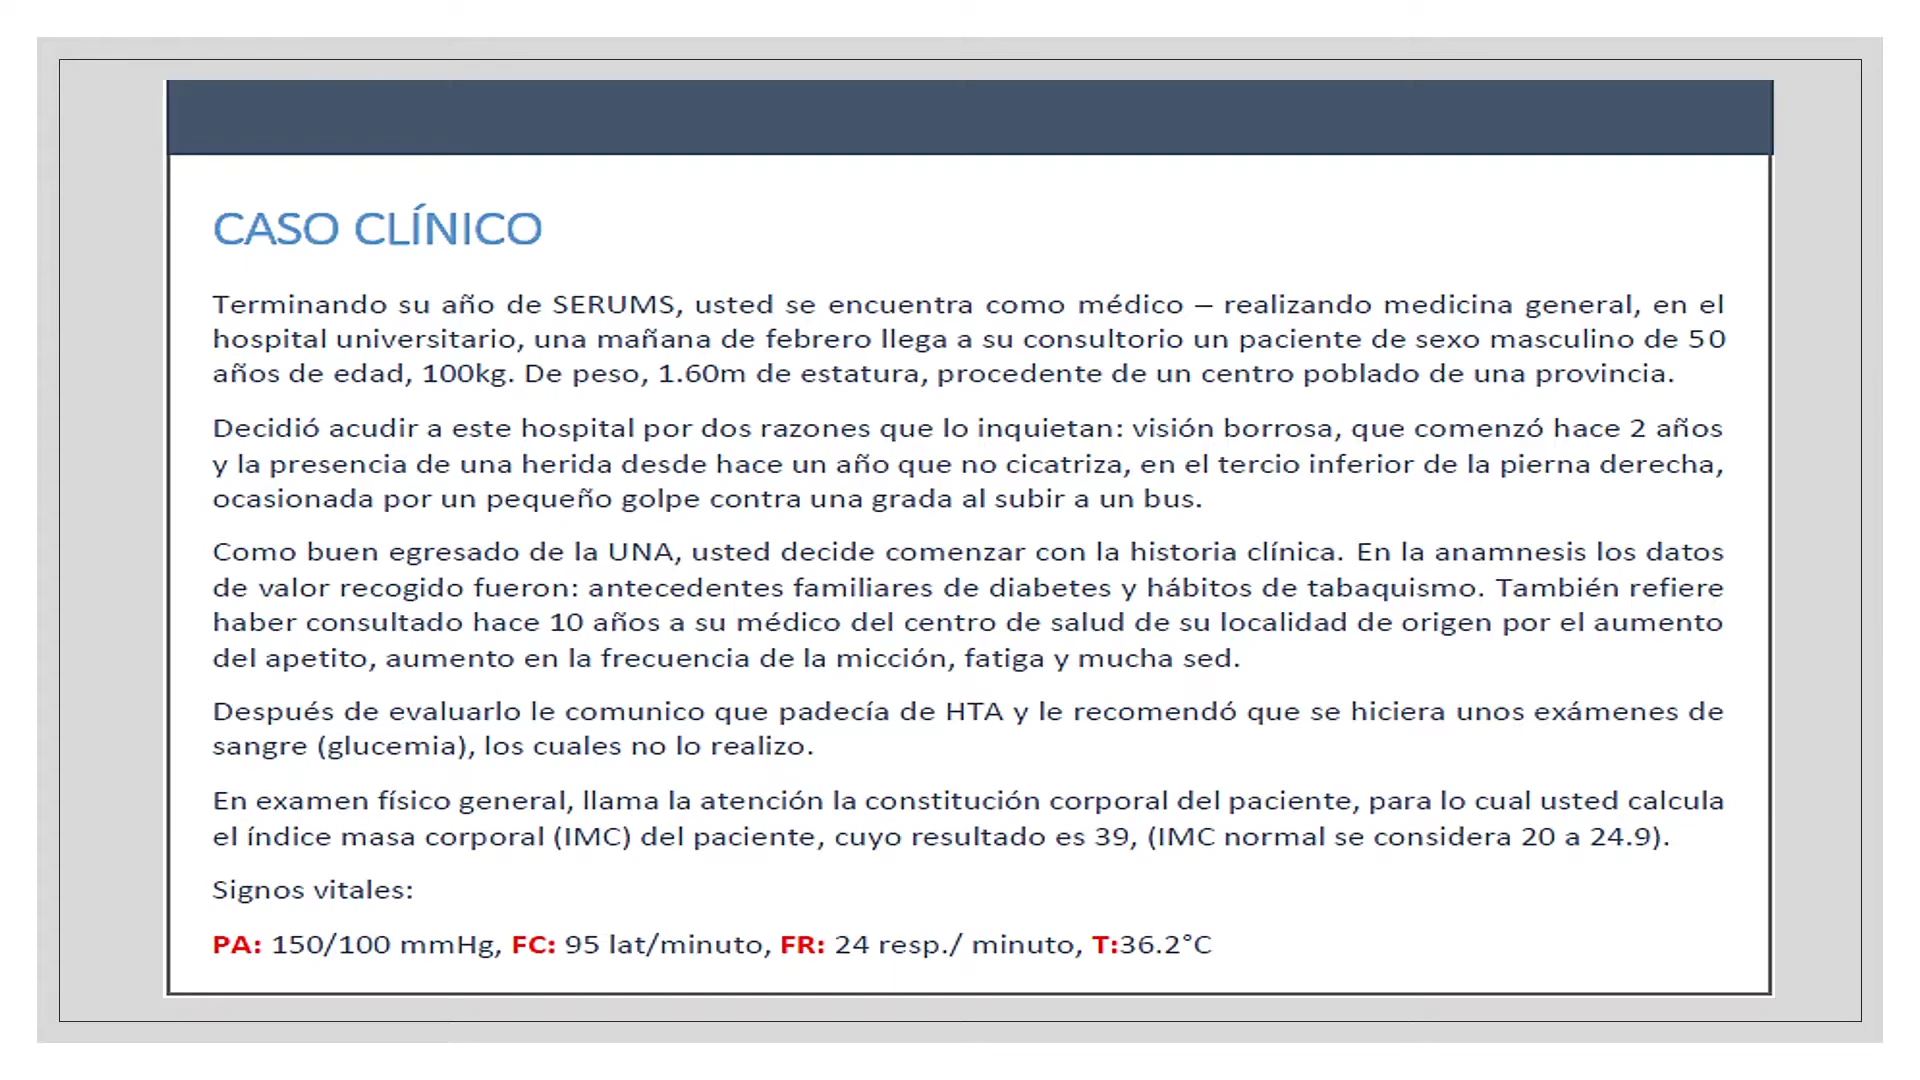 CASO CLÍNICO
Terminando su año de SERUMS, usted se encuentra como médico – realizando medicina general, en el
hospital universitario, una mañana de febrero llega a su consultorio un paciente de sexo masculino de 50
años de edad, 100kg. De peso, 1.60m de estatura, procedente de un centro poblado de una provincia.
Decidió acudir a este hospital por dos razones que lo inquietan: visión borrosa, que comenzó hace 2 años
y la presencia de una herida desde hace un año que no cicatriza, en el tercio inferior de la pierna derecha,
ocasionada por un pequeño golpe contra una grada al subir a un bus.
Como buen egresado de la UNA, usted decide comenzar con la historia clínica. En la anamnesis los datos
de valor recogido fueron: antecedentes familiares de diabetes y hábitos de tabaquismo. También refiere
haber consultado hace 10 años a su médico del centro de salud de su localidad de origen por el aumento
del apetito, aumento en la frecuencia de la micción, fatiga y mucha sed.
Después de evaluarlo le comunico que padecía de HTA y le recomendó que se hiciera unos exámenes de
sangre (glucemia), los cuales no lo realizo.
En examen físico general, llama la atención la constitución corporal del paciente, para lo cual usted calcula
el índice masa corporal (IMC) del paciente, cuyo resultado es 39, (IMC normal se considera 20 a 24.9).
Signos vitales:
PA: 150/100 mmHg, FC: 95 lat/minuto, FR: 24 resp./ minuto, T:36.2°C